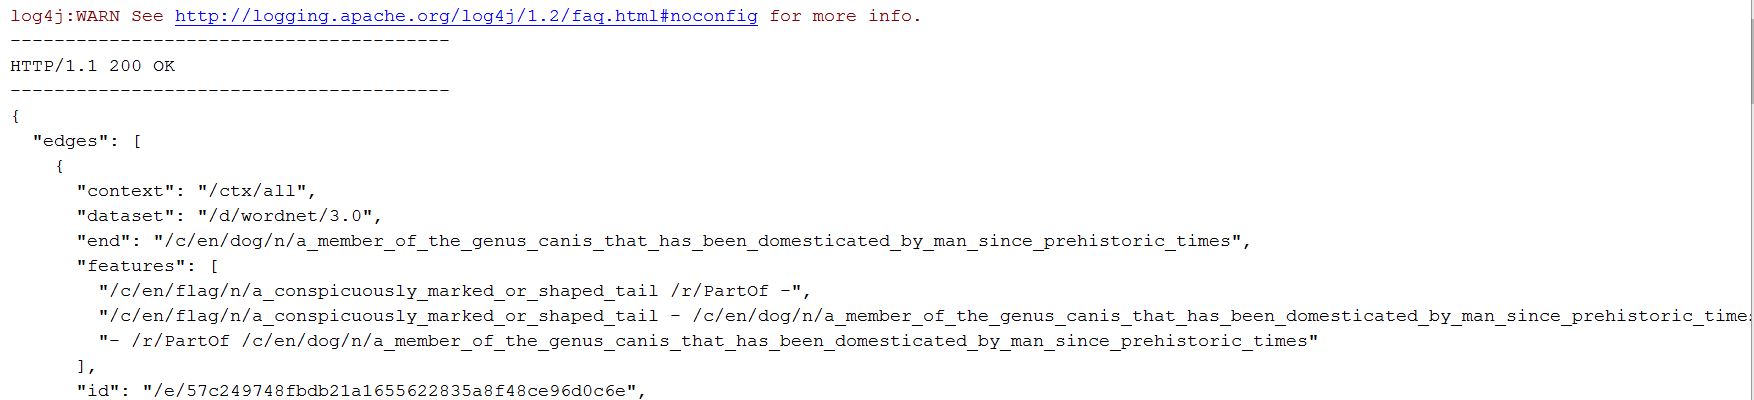 log4j:WARN See http://logging.apache.org/log4j/1.2/faq.html#noconfig for more info.
----------------------------------------
HTTP/1.1 200 OK
----------------------------------------
{
  "edges": [
    {
      "context": "/ctx/all",
      "dataset": "/d/wordnet/3.0",
      "end": "/c/en/dog/n/a_member_of_the_genus_canis_that_has_been_domesticated_by_man_since_prehistoric_times",
      "features": [
        "/c/en/flag/n/a_conspicuously_marked_or_shaped_tail /r/PartOf -",
        "/c/en/flag/n/a_conspicuously_marked_or_shaped_tail - /c/en/dog/n/a_member_of_the_genus_canis_that_has_been_domesticated_by_man_since_prehistoric_time
        "- /r/PartOf /c/en/dog/n/a_member_of_the_genus_canis_that_has_been_domesticated_by_man_since_prehistoric_times"
      ],
      "id": "/e/57c249748fbdb21a1655622835a8f48ce96d0c6e",